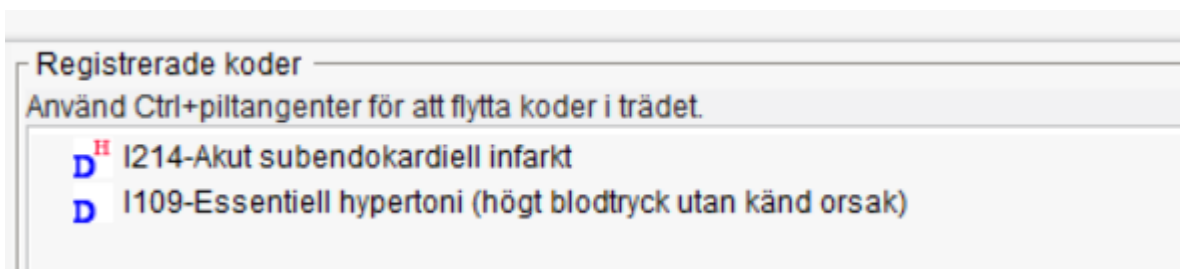 Registrerade koder
Använd Ctrl+piltangenter för att flytta koder i trädet.
D H I214-Akut subendokardiell infarkt
D I109-Essentiell hypertoni (högt blodtryck utan känd orsak)